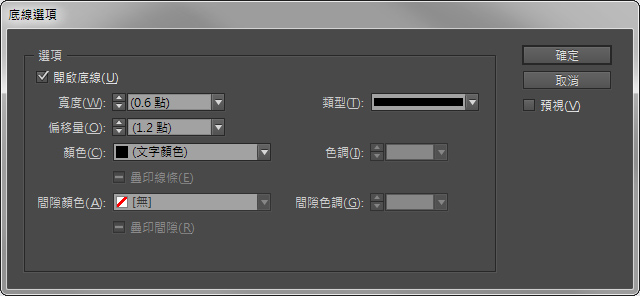 底線選項
選項
確定
開啟底線(U)
取消
寬度(W): (0.6 點) 類型(T):
預視(V)
偏移量(O): (1.2 點)
顏色(C): (文字顏色) 色調(I):
疊印線條(E)
間隙顏色(A): [無] 間隙色調(G):
疊印間隙(R)